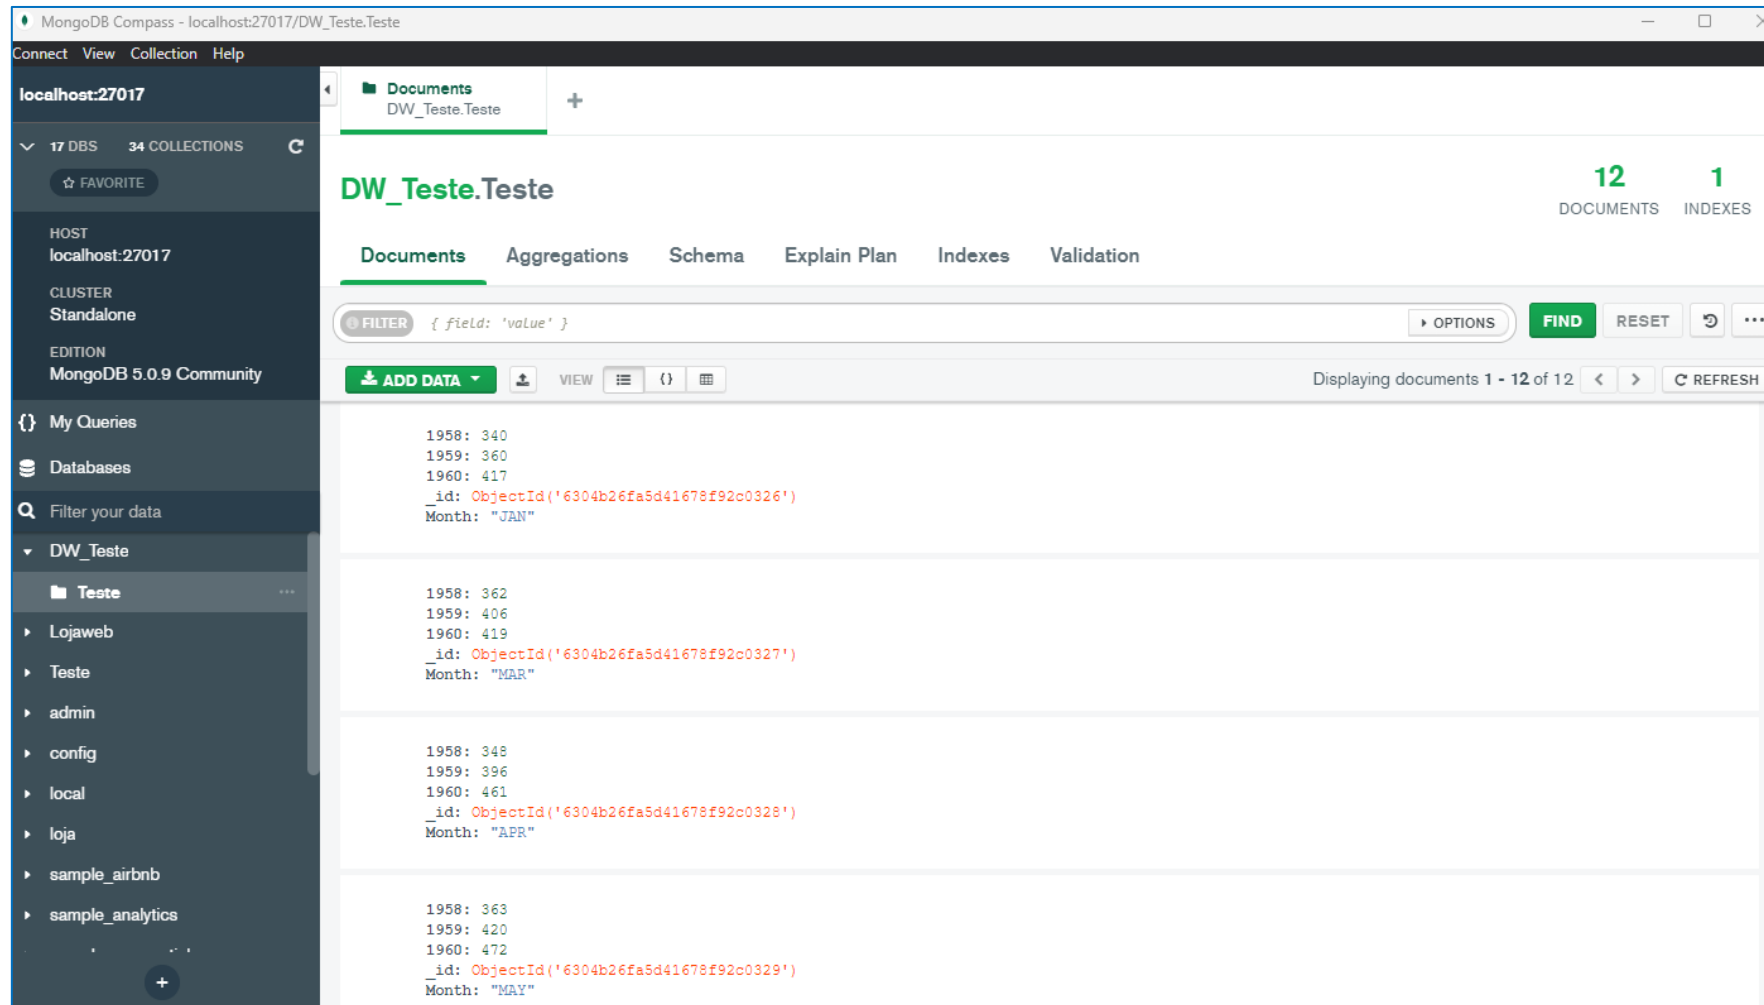 MongoDB Compass - localhost:27017/DW_Teste.Teste
Connect View Collection Help
localhost:27017
17 DBS 34 COLLECTIONS
FAVORITE
HOST
localhost:27017
CLUSTER
Standalone
EDITION
MongoDB 5.0.9 Community
My Queries
Databases
Filter your data
DW_Teste
Teste
Lojaweb
Teste
admin
config
local
loja
sample_airbnb
sample_analytics
+
Documents
DW_Teste.Teste
+
DW_Teste.Teste
12
DOCUMENTS
1
INDEXES
Documents Aggregations Schema Explain Plan Indexes Validation
FILTER { field: 'value' } OPTIONS FIND RESET ...
ADD DATA VIEW {} Displaying documents 1 - 12 of 12 < > REFRESH
1958: 340
1959: 360
1960: 417
_id: ObjectId('6304b26fa5d41678f92c0326')
Month: "JAN"
1958: 362
1959: 406
1960: 419
_id: ObjectId('6304b26fa5d41678f92c0327')
Month: "MAR"
1958: 348
1959: 396
1960: 461
_id: ObjectId('6304b26fa5d41678f92c0328')
Month: "APR"
1958: 363
1959: 420
1960: 472
_id: ObjectId('6304b26fa5d41678f92c0329')
Month: "MAY"